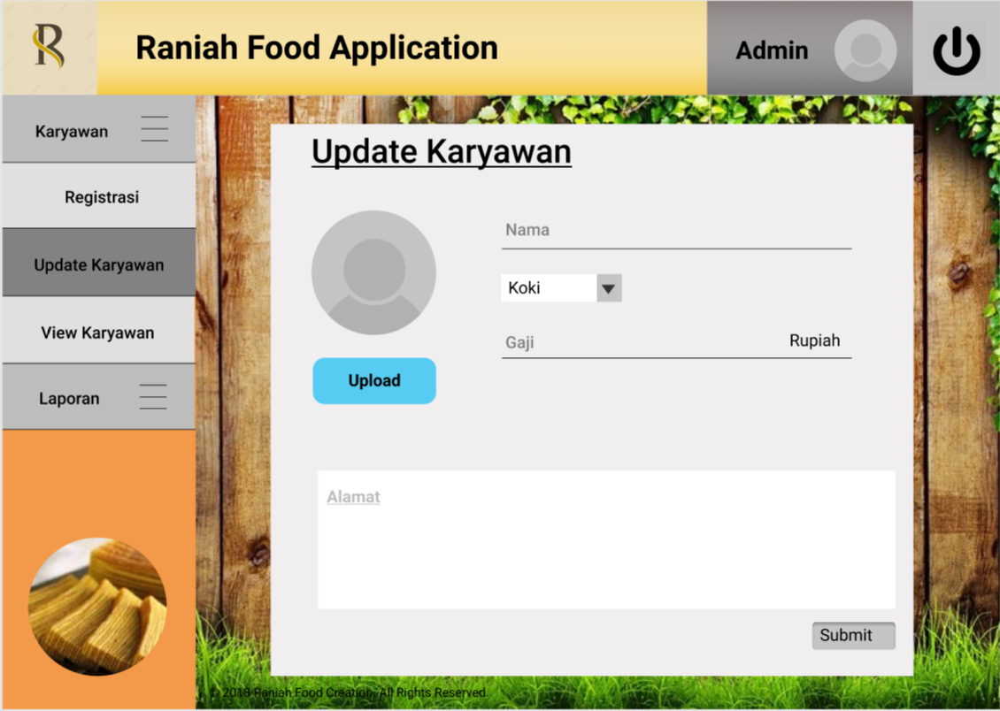 R
Raniah Food Application
Admin
Karyawan
Registrasi
Update Karyawan
View Karyawan
Laporan
Update Karyawan
Nama
Koki
Gaji
Rupiah
Upload
Alamat
Submit
© 2018 Raniah Food Creation. All Rights Reserved.